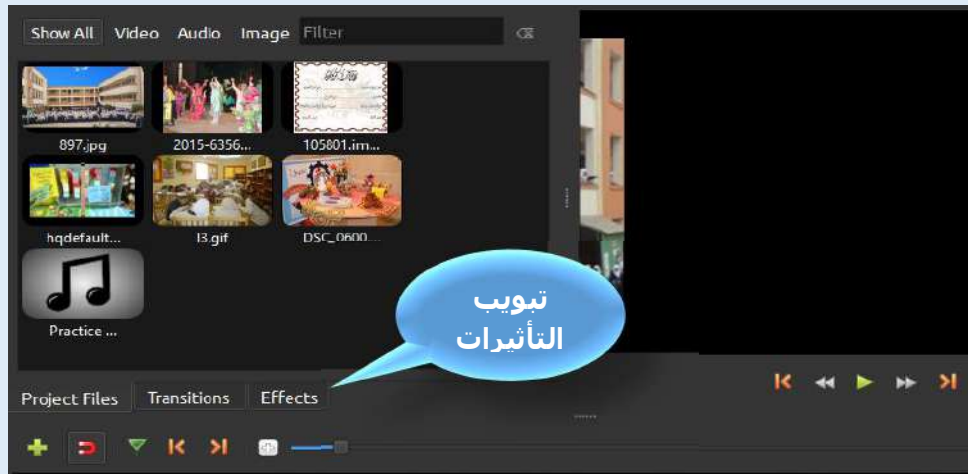 Show All Video Audio Image Filter
897.jpg 2015-6356... 105801.im...
hqdefault... 13.gif DSC_0600....
Practice ...
تبويب
التأثيرات
Project Files Transitions Effects